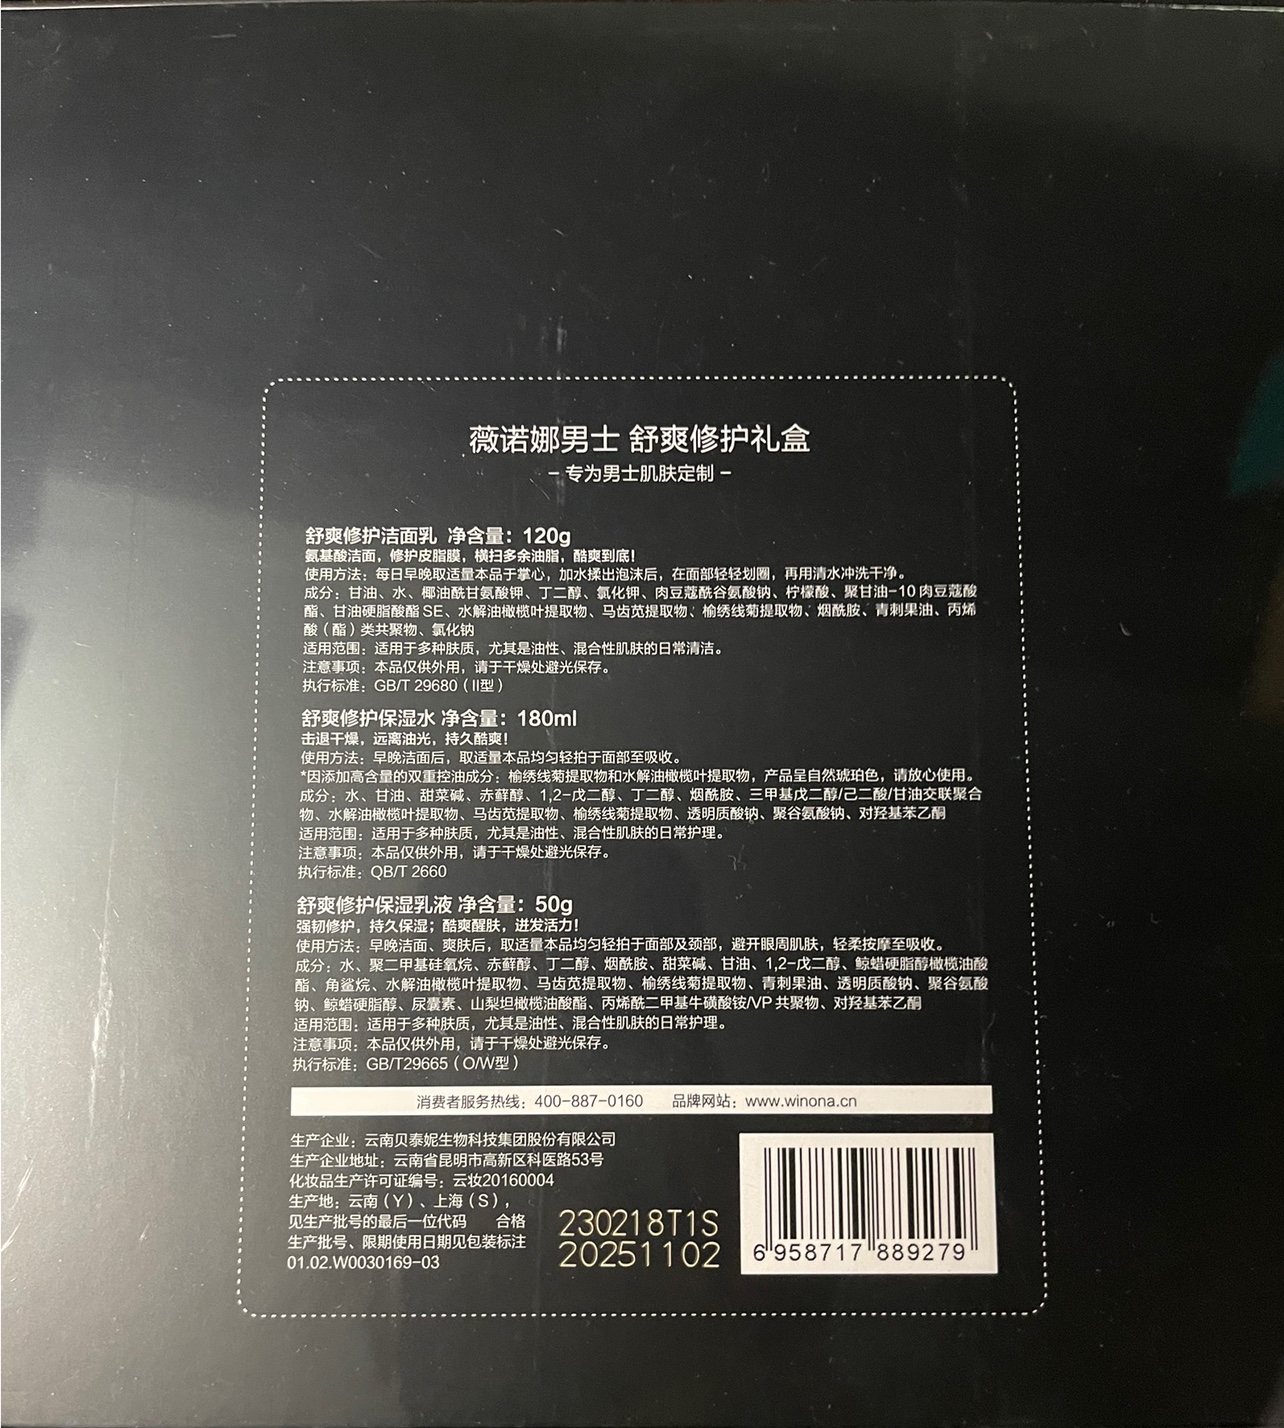 薇诺娜男士 舒爽修护礼盒
– 专为男士肌肤定制 –
舒爽修护洁面乳 净含量：120g
氨基酸洁面，修护皮脂膜，横扫多余油脂，酷爽到底！
使用方法：每日早晚取适量本品于掌心，加水揉出泡沫后，在面部轻轻划圈，再用清水冲洗干净。
成分：甘油、水、椰油酰甘氨酸钾、丁二醇、氯化钾、肉豆蔻酰谷氨酸钠、柠檬酸、聚甘油-10 肉豆蔻酸
酯、甘油硬脂酸酯 SE、水解油橄榄叶提取物、马齿苋提取物、榆绣线菊提取物、烟酰胺、青刺果油、丙烯
酸（酯）类共聚物、氯化钠
适用范围：适用于多种肤质，尤其是油性、混合性肌肤的日常清洁。
注意事项：本品仅供外用，请于干燥处避光保存。
执行标准：GB/T 29680（II型）
舒爽修护保湿水 净含量：180ml
击退干燥，远离油光，持久酷爽！
使用方法：早晚洁面后，取适量本品均匀轻拍于面部至吸收。
*因添加高含量的双重控油成分：榆绣线菊提取物和水解油橄榄叶提取物，产品呈自然琥珀色，请放心使用。
成分：水、甘油、甜菜碱、赤藓醇、1,2-戊二醇、丁二醇、烟酰胺、三甲基戊二醇/己二酸/甘油交联聚合
物、水解油橄榄叶提取物、马齿苋提取物、榆绣线菊提取物、透明质酸钠、聚谷氨酸钠、对羟基苯乙酮
适用范围：适用于多种肤质，尤其是油性、混合性肌肤的日常护理。
注意事项：本品仅供外用，请于干燥处避光保存。
执行标准：QB/T 2660
舒爽修护保湿乳液 净含量：50g
强韧修护，持久保湿；酷爽醒肤，迸发活力！
使用方法：早晚洁面、爽肤后，取适量本品均匀轻拍于面部及颈部，避开眼周肌肤，轻柔按摩至吸收。
成分：水、聚二甲基硅氧烷、赤藓醇、丁二醇、烟酰胺、甜菜碱、甘油、1,2-戊二醇、鲸蜡硬脂醇橄榄油酸
酯、角鲨烷、水解油橄榄叶提取物、马齿苋提取物、榆绣线菊提取物、青刺果油、透明质酸钠、聚谷氨酸
钠、鲸蜡硬脂醇、尿囊素、山梨坦橄榄油酸酯、丙烯酰二甲基牛磺酸铵/VP 共聚物、对羟基苯乙酮
适用范围：适用于多种肤质，尤其是油性、混合性肌肤的日常护理。
注意事项：本品仅供外用，请于干燥处避光保存。
执行标准：GB/T29665（O/W型）
消费者服务热线：400-887-0160 品牌网站：www.winona.cn
生产企业：云南贝泰妮生物科技集团股份有限公司
生产企业地址：云南省昆明市高新区科医路53号
化妆品生产许可证编号：云妆20160004
生产地：云南（Y）、上海（S），
见生产批号的最后一位代码 合格
生产批号、限期使用日期见包装标注
01.02.W0030169-03
230218T1S
20251102
6 958717 889279